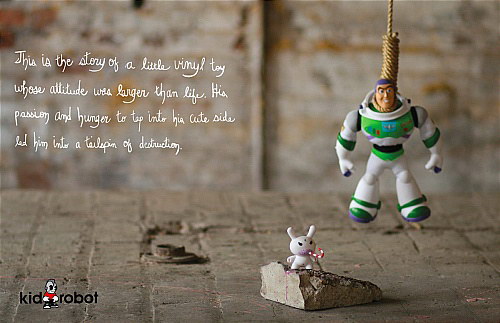 This is the story of a little vinyl toy
whose attitude was larger than life. His
passion and hunger to tap into his cute side
led him into a tailspin of destruction.
kidrobot